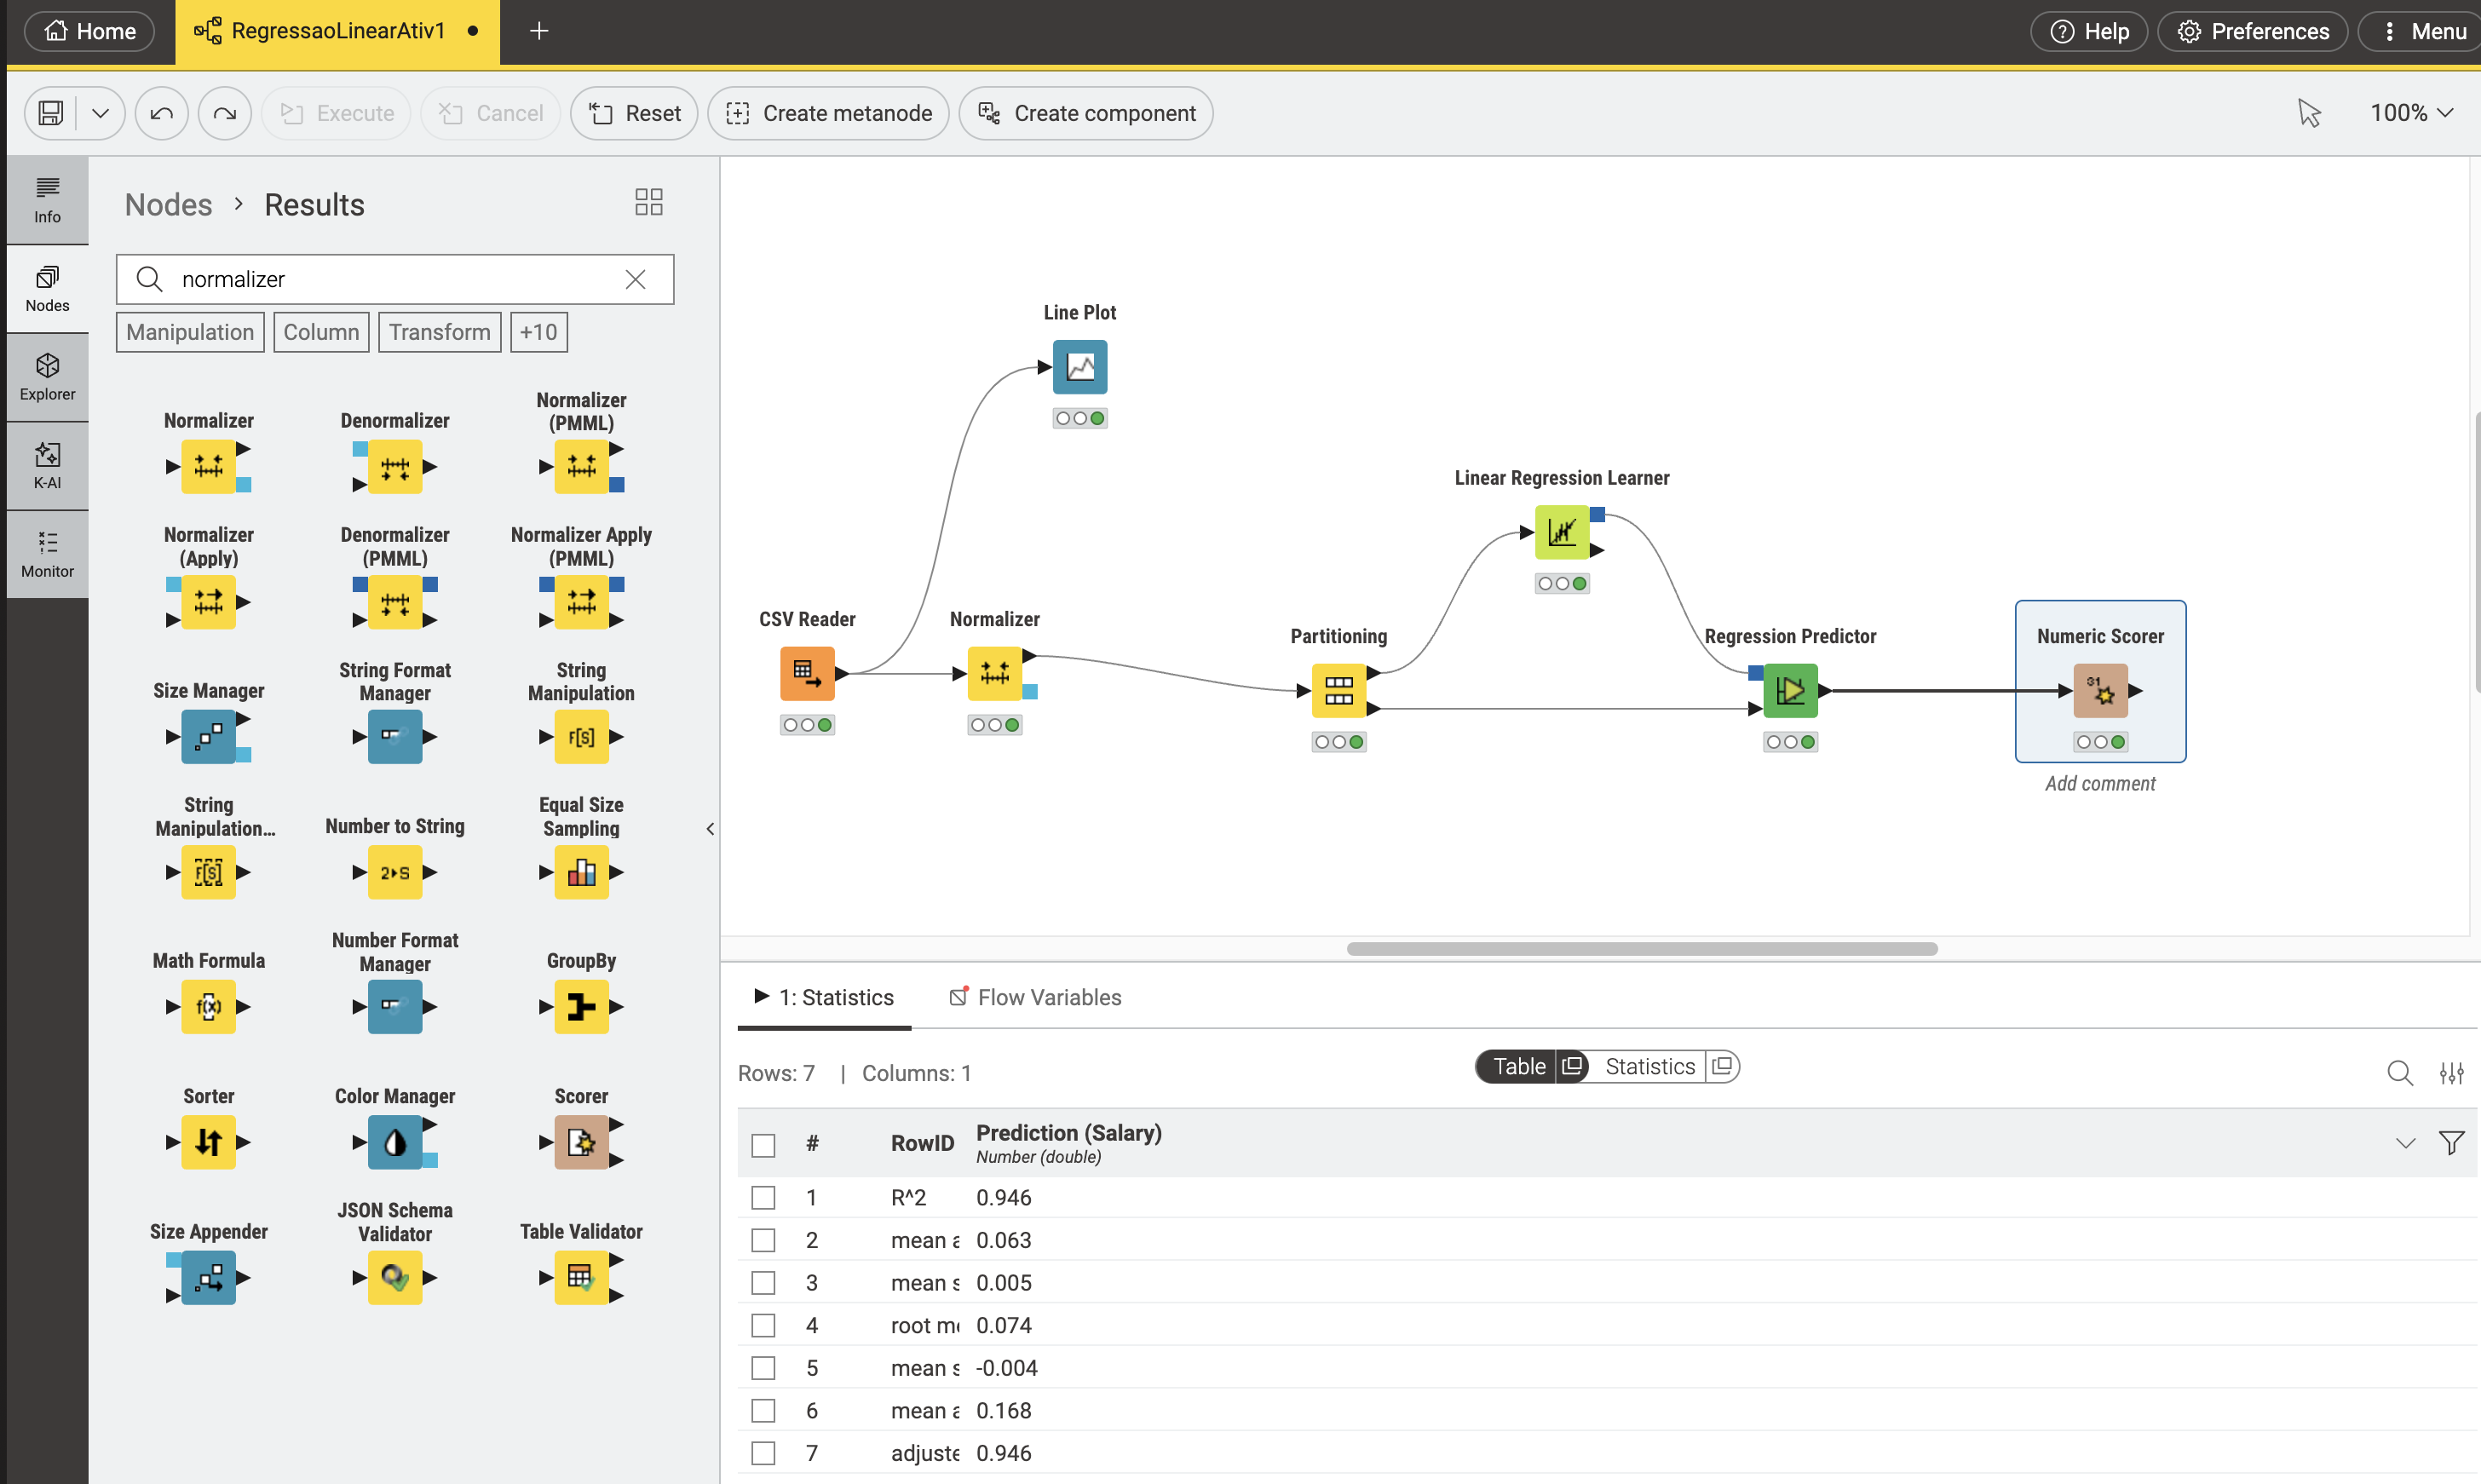 Home
RegressaoLinearAtiv1
Help
Preferences
Menu
Execute
Cancel
Reset
Create metanode
Create component
100%
Info
Nodes
Explorer
K-AI
Monitor
Nodes > Results
normalizer
Manipulation
Column
Transform
+10
Normalizer
Denormalizer
Normalizer
(PMML)
Normalizer
(Apply)
Denormalizer
(PMML)
Normalizer Apply
(PMML)
Size Manager
String Format
Manager
String
Manipulation
F[S]
String
Manipulation...
F[S]
Number to String
2▸S
Equal Size
Sampling
Math Formula
f(x)
Number Format
Manager
GroupBy
Sorter
Color Manager
Scorer
Size Appender
JSON Schema
Validator
Table Validator
Line Plot
Linear Regression Learner
CSV Reader
Normalizer
Partitioning
Regression Predictor
Numeric Scorer
Add comment
1: Statistics
Flow Variables
Rows: 7 | Columns: 1
Table
Statistics
# RowID Prediction (Salary)
Number (double)
1 R^2 0.946
2 mean a 0.063
3 mean s 0.005
4 root me 0.074
5 mean s -0.004
6 mean a 0.168
7 adjuste 0.946